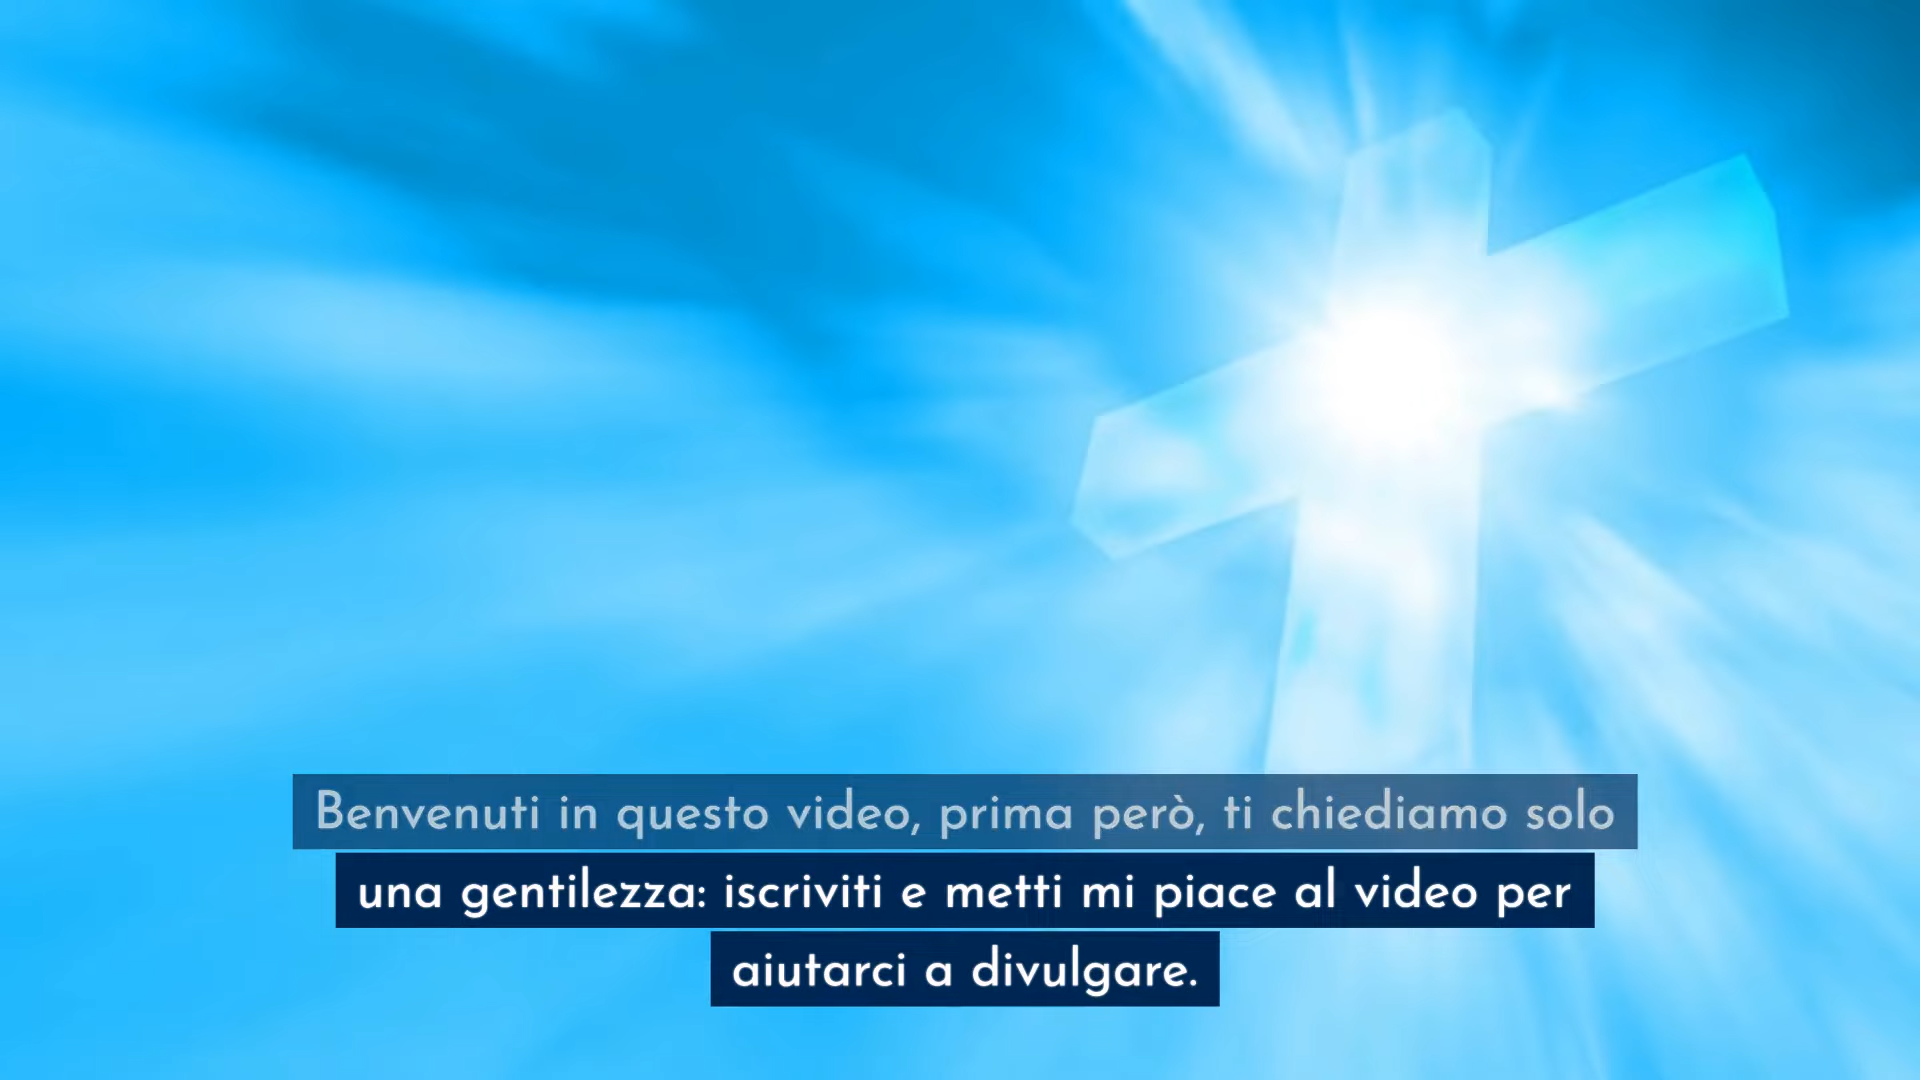 Benvenuti in questo video, prima però, ti chiediamo solo
una gentilezza: iscriviti e metti mi piace al video per
aiutarci a divulgare.